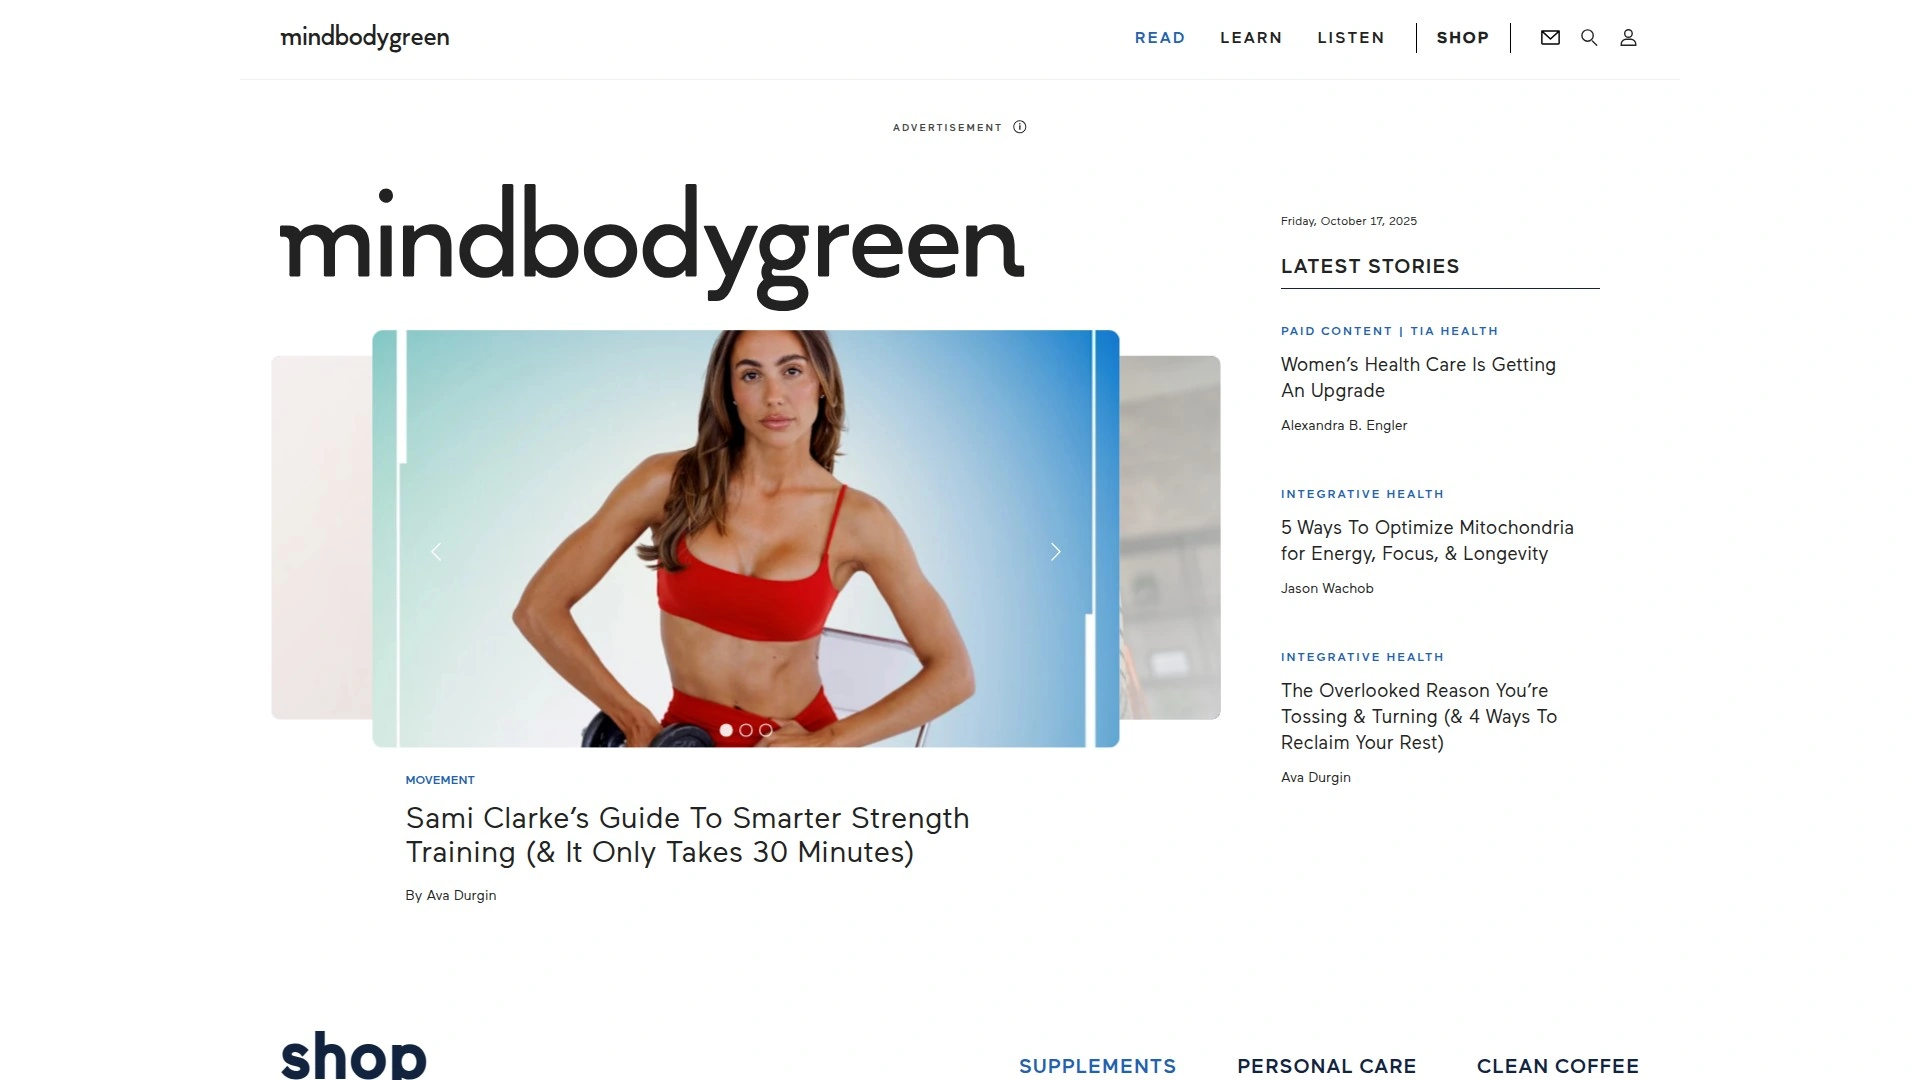 mindbodygreen
READ
LEARN
LISTEN
SHOP
ADVERTISEMENT
mindbodygreen
MOVEMENT
Sami Clarke’s Guide To Smarter Strength
Training (& It Only Takes 30 Minutes)
By Ava Durgin
Friday, October 17, 2025
LATEST STORIES
PAID CONTENT | TIA HEALTH
Women’s Health Care Is Getting
An Upgrade
Alexandra B. Engler
INTEGRATIVE HEALTH
5 Ways To Optimize Mitochondria
for Energy, Focus, & Longevity
Jason Wachob
INTEGRATIVE HEALTH
The Overlooked Reason You’re
Tossing & Turning (& 4 Ways To
Reclaim Your Rest)
Ava Durgin
shop
SUPPLEMENTS
PERSONAL CARE
CLEAN COFFEE